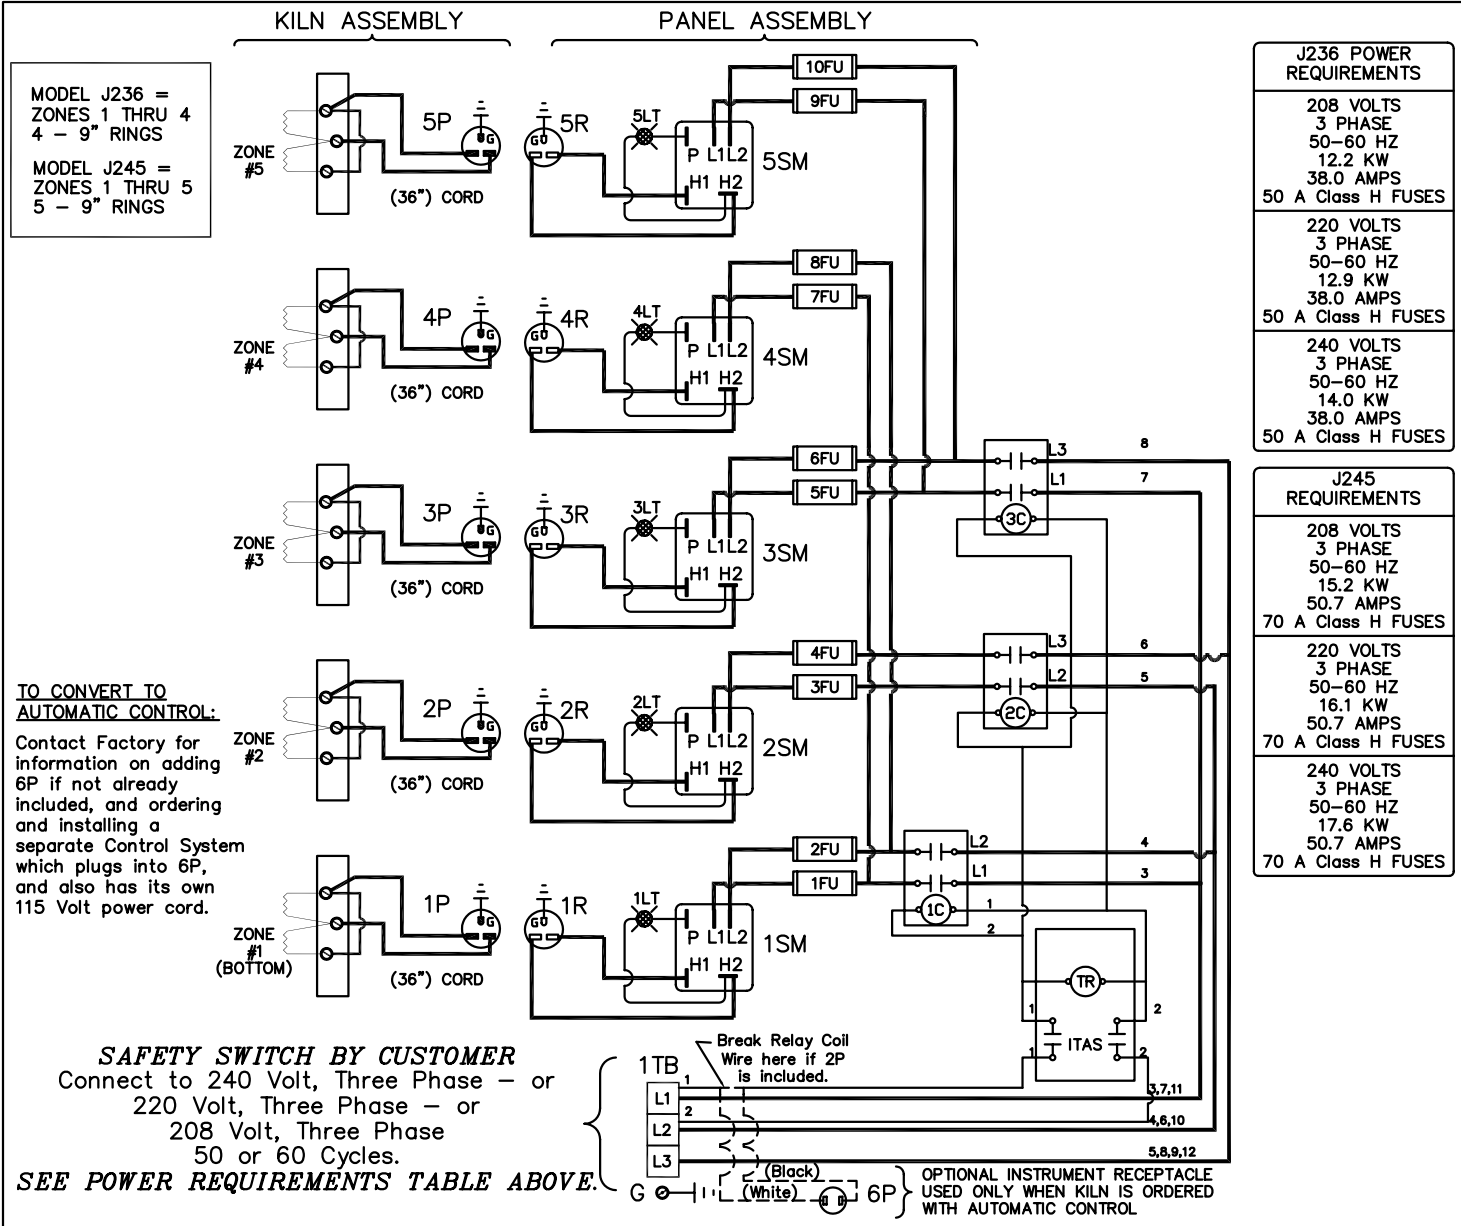 KILN ASSEMBLY
PANEL ASSEMBLY
MODEL J236 =
ZONES 1 THRU 4
4 – 9" RINGS
MODEL J245 =
ZONES 1 THRU 5
5 – 9" RINGS
ZONE
#5
5P
G
(36") CORD
G U
5R
5LT
P L1 L2
H1 H2
5SM
10FU
9FU
ZONE
#4
4P
G
(36") CORD
G U
4R
4LT
P L1 L2
H1 H2
4SM
8FU
7FU
ZONE
#3
3P
G
(36") CORD
G U
3R
3LT
P L1 L2
H1 H2
3SM
6FU
5FU
L3
8
L1
7
3C
ZONE
#2
2P
G
(36") CORD
G U
2R
2LT
P L1 L2
H1 H2
2SM
4FU
3FU
L3
6
L2
5
2C
ZONE
#1
(BOTTOM)
1P
G
(36") CORD
G U
1R
1LT
P L1 L2
H1 H2
1SM
2FU
1FU
L2
4
L1
3
1C
1
2
TR
1
2
ITAS
1
2
J236 POWER
REQUIREMENTS
208 VOLTS
3 PHASE
50-60 HZ
12.2 KW
38.0 AMPS
50 A Class H FUSES
220 VOLTS
3 PHASE
50-60 HZ
12.9 KW
38.0 AMPS
50 A Class H FUSES
240 VOLTS
3 PHASE
50-60 HZ
14.0 KW
38.0 AMPS
50 A Class H FUSES
J245
REQUIREMENTS
208 VOLTS
3 PHASE
50-60 HZ
15.2 KW
50.7 AMPS
70 A Class H FUSES
220 VOLTS
3 PHASE
50-60 HZ
16.1 KW
50.7 AMPS
70 A Class H FUSES
240 VOLTS
3 PHASE
50-60 HZ
17.6 KW
50.7 AMPS
70 A Class H FUSES
TO CONVERT TO
AUTOMATIC CONTROL:
Contact Factory for
information on adding
6P if not already
included, and ordering
and installing a
separate Control System
which plugs into 6P,
and also has its own
115 Volt power cord.
SAFETY SWITCH BY CUSTOMER
Connect to 240 Volt, Three Phase – or
220 Volt, Three Phase – or
208 Volt, Three Phase
50 or 60 Cycles.
SEE POWER REQUIREMENTS TABLE ABOVE.
1TB
Break Relay Coil
Wire here if 2P
is included.
1
L1
3,7,11
2
L2
4,6,10
L3
5,8,9,12
G
(Black)
(White)
6P
OPTIONAL INSTRUMENT RECEPTACLE
USED ONLY WHEN KILN IS ORDERED
WITH AUTOMATIC CONTROL